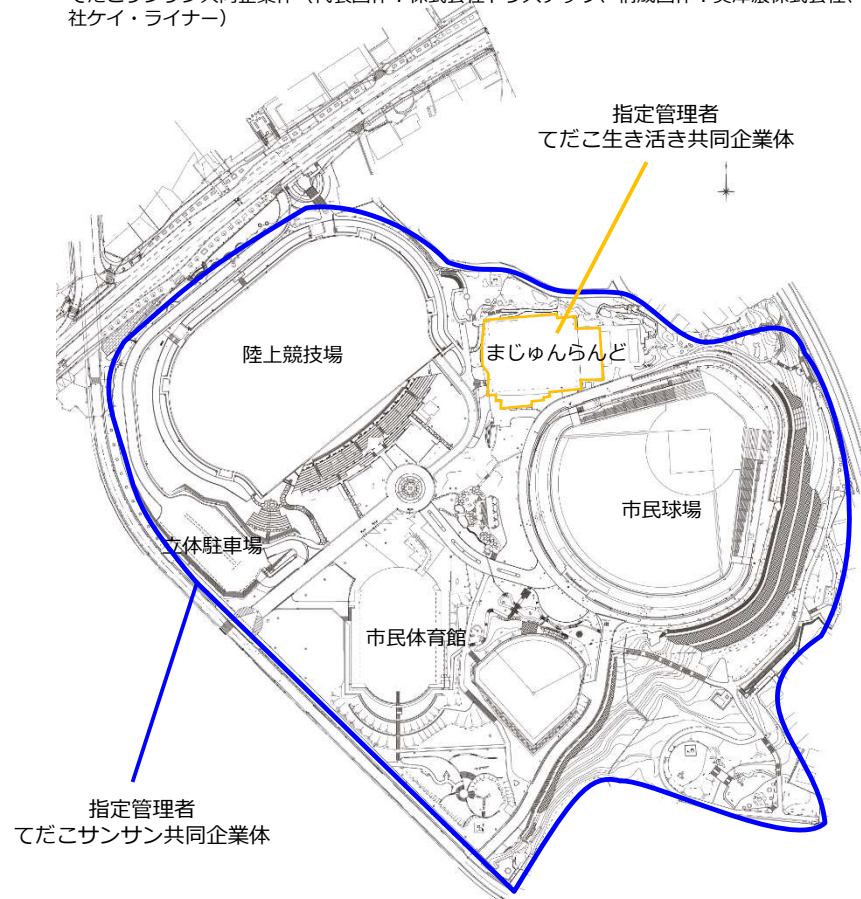 社ケイ・ライナー）
指定管理者
てだこ生き活き共同企業体
陸上競技場
まじゅんらんど
市民球場
立体駐車場
市民体育館
指定管理者
てだこサンサン共同企業体